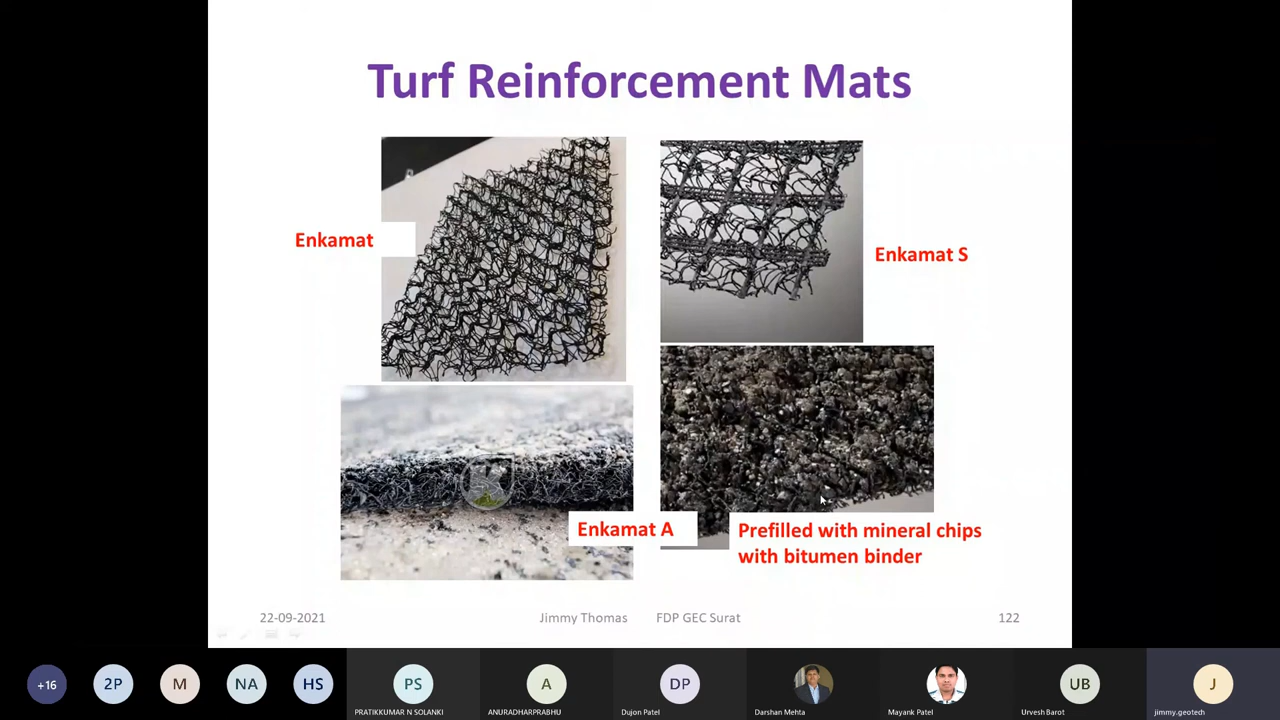 Turf Reinforcement Mats
Enkamat
Enkamat S
Enkamat A
Prefilled with mineral chips
with bitumen binder
22-09-2021
Jimmy Thomas
FDP GEC Surat
122
+16
2P
M
NA
HS
PS
PRATIKKUMAR N SOLANKI
A
ANURADHARPRABHU
DP
Dujon Patel
Darshan Mehta
Mayank Patel
UB
Urvesh Barot
J
jimmy.geotech